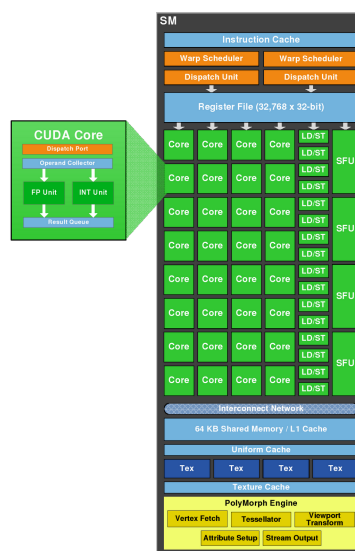 SM
Instruction Cache
Warp Scheduler Warp Scheduler
Dispatch Unit Dispatch Unit
Register File (32,768 x 32-bit)
CUDA Core
Dispatch Port
Operand Collector
FP Unit INT Unit
Result Queue
Core Core Core Core LD/ST
LD/ST
SFU
Core Core Core Core LD/ST
LD/ST
Core Core Core Core LD/ST
LD/ST
SFU
Core Core Core Core LD/ST
LD/ST
Core Core Core Core LD/ST
LD/ST
SFU
Core Core Core Core LD/ST
LD/ST
Core Core Core Core LD/ST
LD/ST
SFU
Core Core Core Core LD/ST
LD/ST
Interconnect Network
64 KB Shared Memory / L1 Cache
Uniform Cache
Tex Tex Tex Tex
Texture Cache
PolyMorph Engine
Vertex Fetch Tessellator Viewport
Transform
Attribute Setup Stream Output